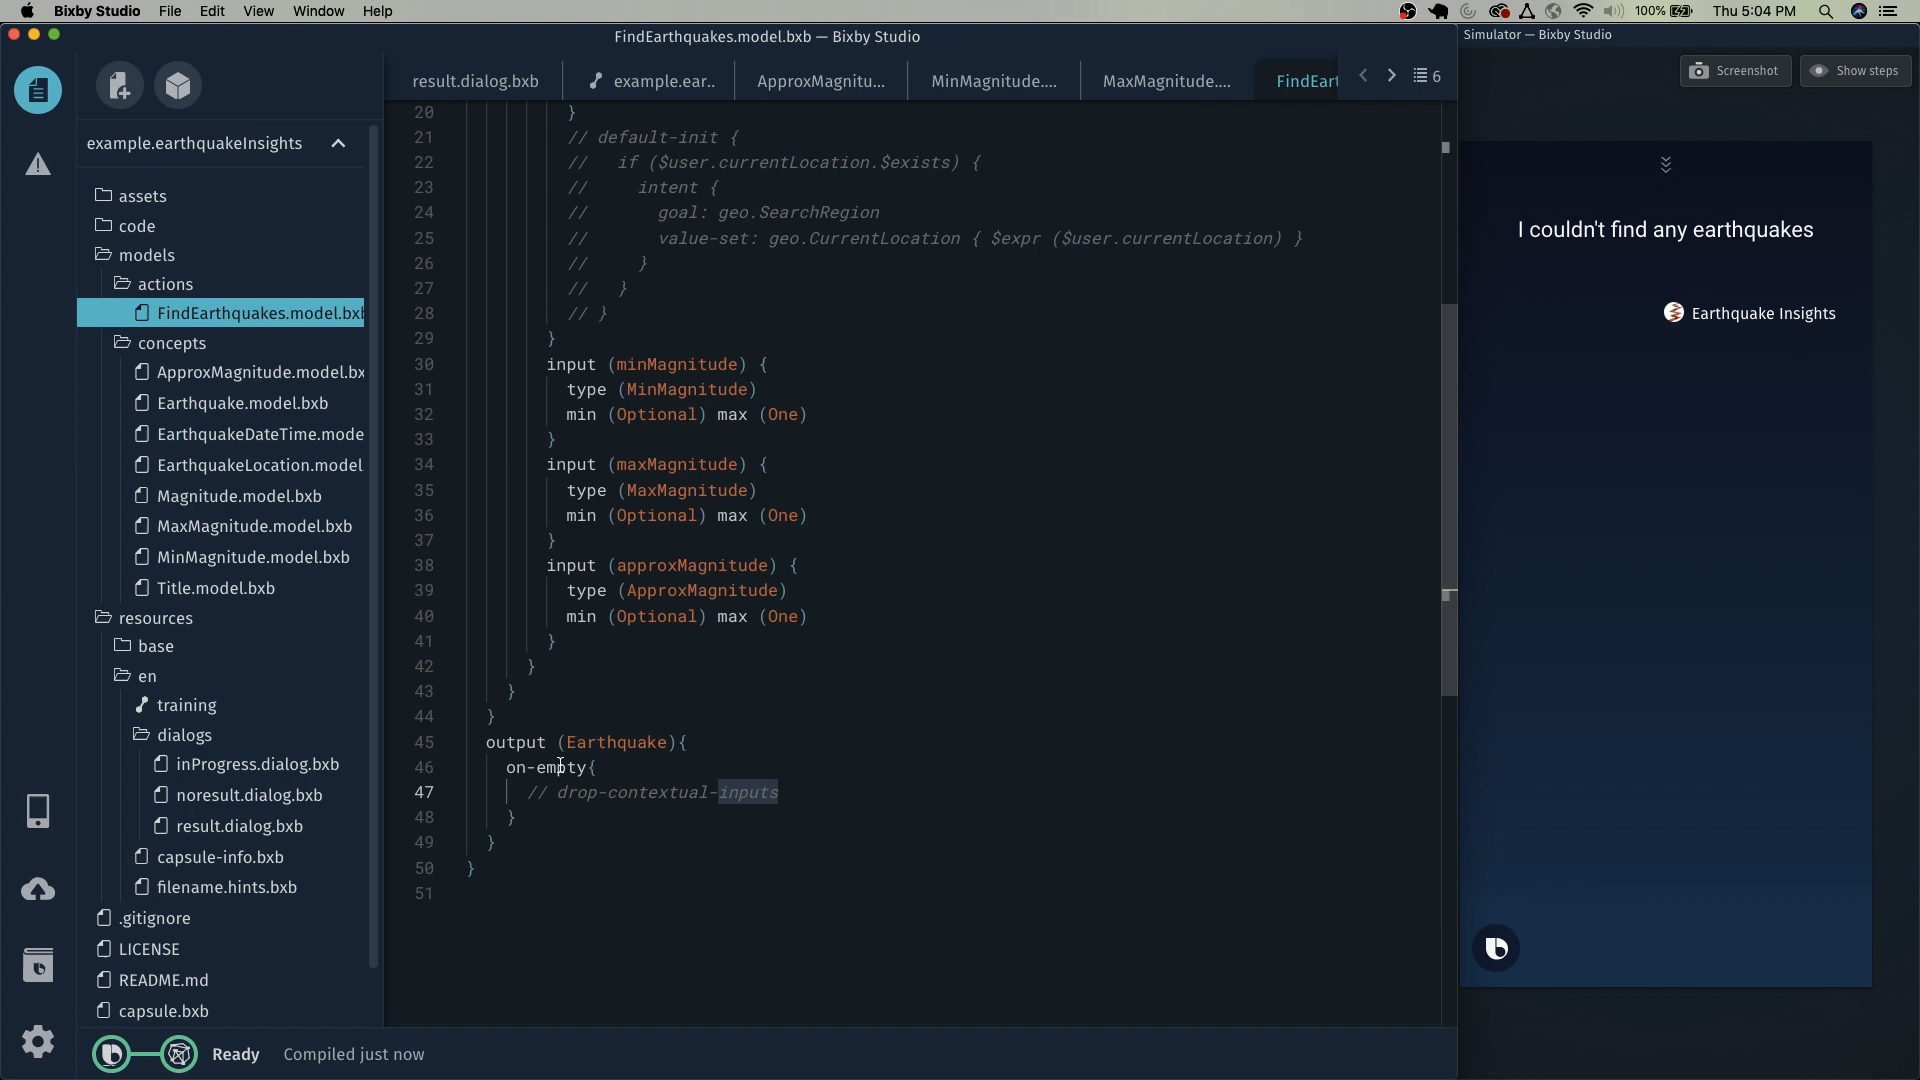 Bixby Studio File Edit View Window Help
100% Thu 5:04 PM
FindEarthquakes.model.bxb — Bixby Studio
result.dialog.bxb example.ear.. ApproxMagnitu... MinMagnitude.... MaxMagnitude.... FindEart 6
example.earthquakeInsights
assets
code
models
actions
FindEarthquakes.model.bxb
concepts
ApproxMagnitude.model.bx
Earthquake.model.bxb
EarthquakeDateTime.mode
EarthquakeLocation.model
Magnitude.model.bxb
MaxMagnitude.model.bxb
MinMagnitude.model.bxb
Title.model.bxb
resources
base
en
training
dialogs
inProgress.dialog.bxb
noresult.dialog.bxb
result.dialog.bxb
capsule-info.bxb
filename.hints.bxb
.gitignore
LICENSE
README.md
capsule.bxb
20 }
21 // default-init {
22 // if ($user.currentLocation.$exists) {
23 // intent {
24 // goal: geo.SearchRegion
25 // value-set: geo.CurrentLocation { $expr ($user.currentLocation) }
26 // }
27 // }
28 // }
29 }
30 input (minMagnitude) {
31 type (MinMagnitude)
32 min (Optional) max (One)
33 }
34 input (maxMagnitude) {
35 type (MaxMagnitude)
36 min (Optional) max (One)
37 }
38 input (approxMagnitude) {
39 type (ApproxMagnitude)
40 min (Optional) max (One)
41 }
42 }
43 }
44 }
45 output (Earthquake){
46 on-empty{
47 // drop-contextual-inputs
48 }
49 }
50 }
51
Ready Compiled just now
Simulator — Bixby Studio
Screenshot Show steps
I couldn't find any earthquakes
Earthquake Insights